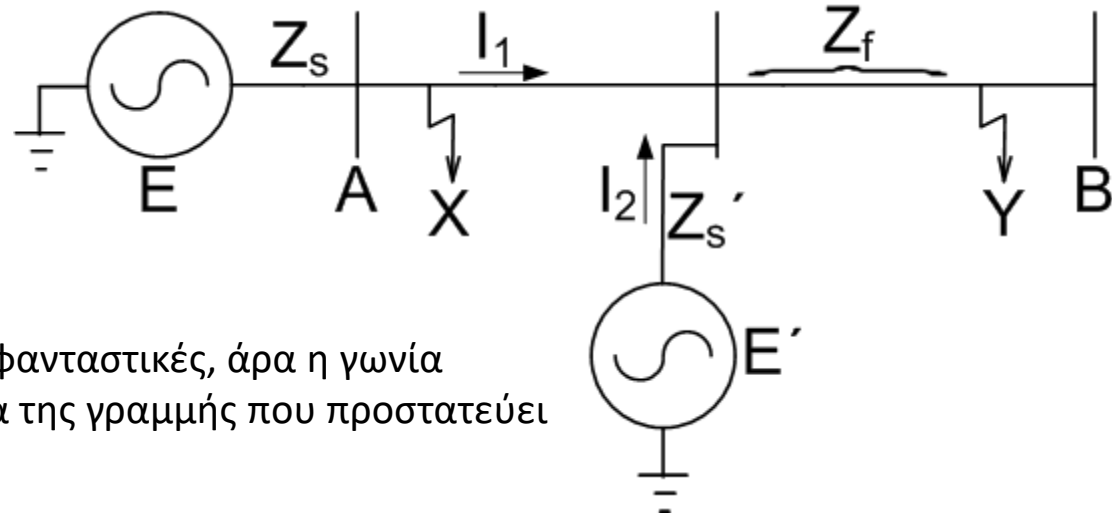 Zs I1 Zf
E A X I2 Zs´ Y B
E´
φανταστικές, άρα η γωνία
α της γραμμής που προστατεύει